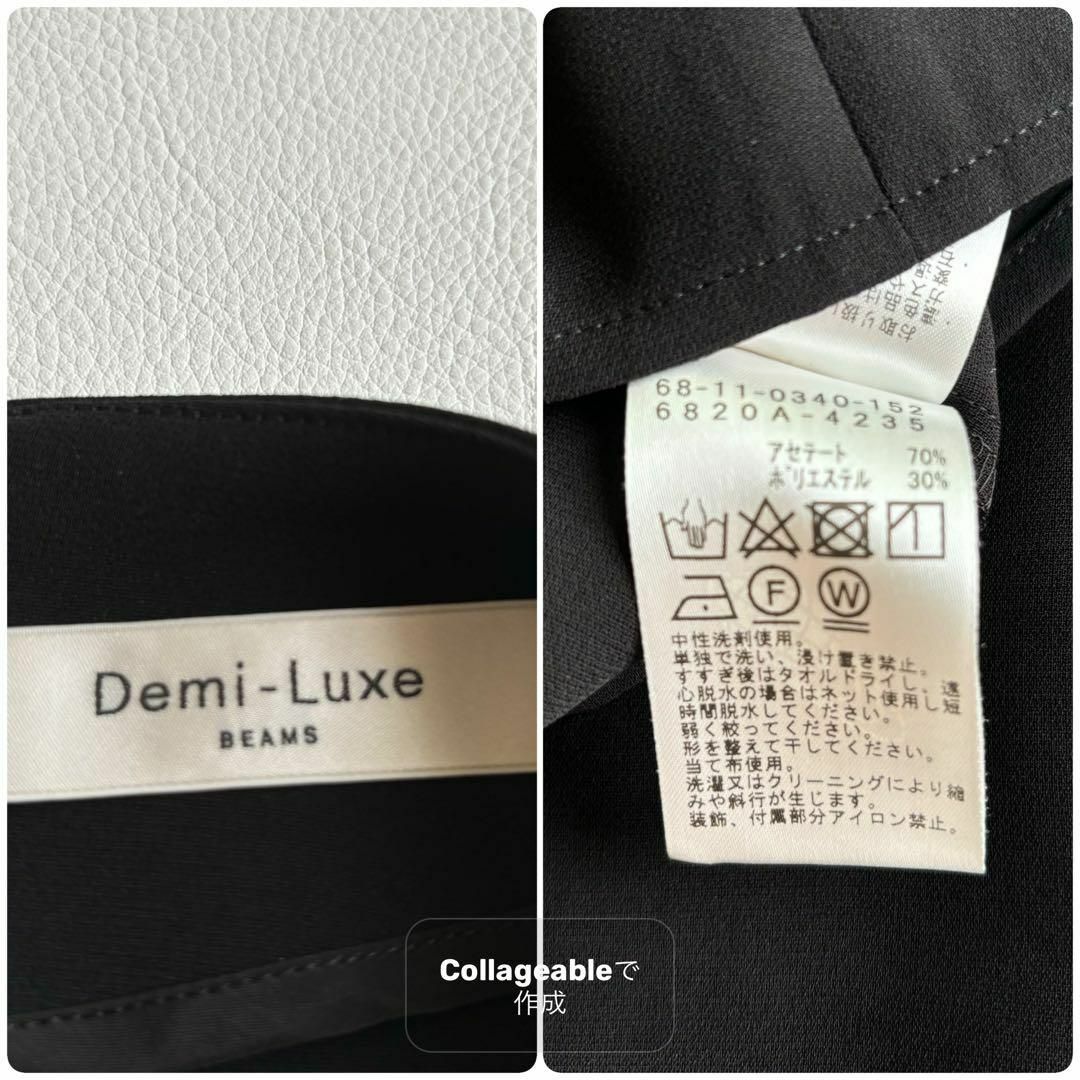 Demi-Luxe
BEAMS
お取り扱い
68-11-0340-152
6820A-4235
アセテート 70%
ポリエステル 30%
F W
中性洗剤使用。
単独で洗い、浸け置き禁止。
すすぎ後はタオルドライし、遠
心脱水の場合はネット使用し短
時間脱水してください。
弱く絞ってください。
形を整えて干してください。
当て布使用。
洗濯又はクリーニングにより縮
みや斜行が生じます。
装飾、付属部分アイロン禁止。
Collageableで
作成